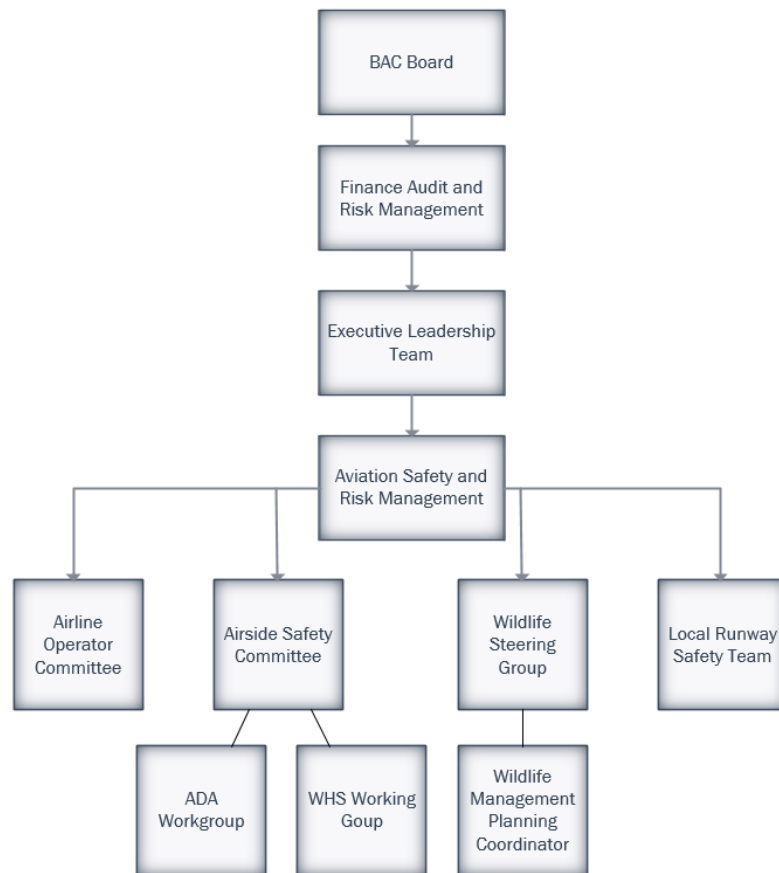 BAC Board
Finance Audit and
Risk Management
Executive Leadership
Team
Aviation Safety and
Risk Management
Airline
Operator
Committee
Airside Safety
Committee
Wildlife
Steering
Group
Local Runway
Safety Team
ADA
Workgroup
WHS Working
Goup
Wildlife
Management
Planning
Coordinator